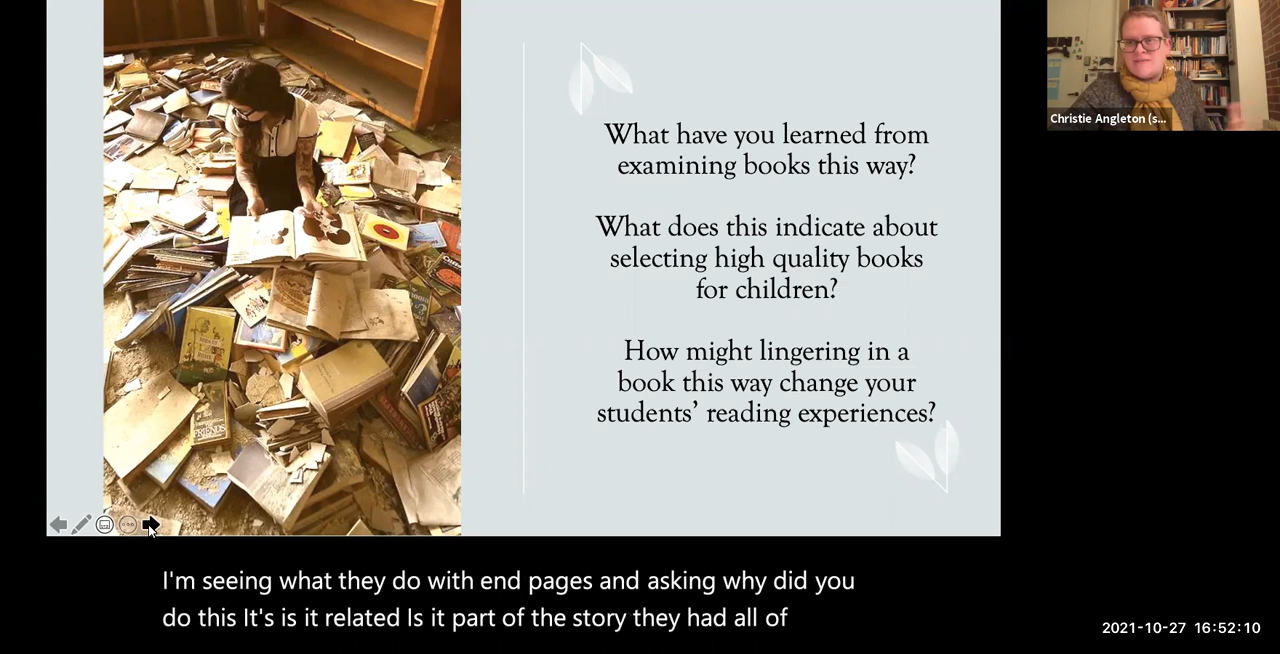 What have you learned from
examining books this way?
What does this indicate about
selecting high quality books
for children?
How might lingering in a
book this way change your
students’ reading experiences?
Christie Angleton (s...
FRIENDS
I'm seeing what they do with end pages and asking why did you
do this It's is it related Is it part of the story they had all of
2021-10-27 16:52:10